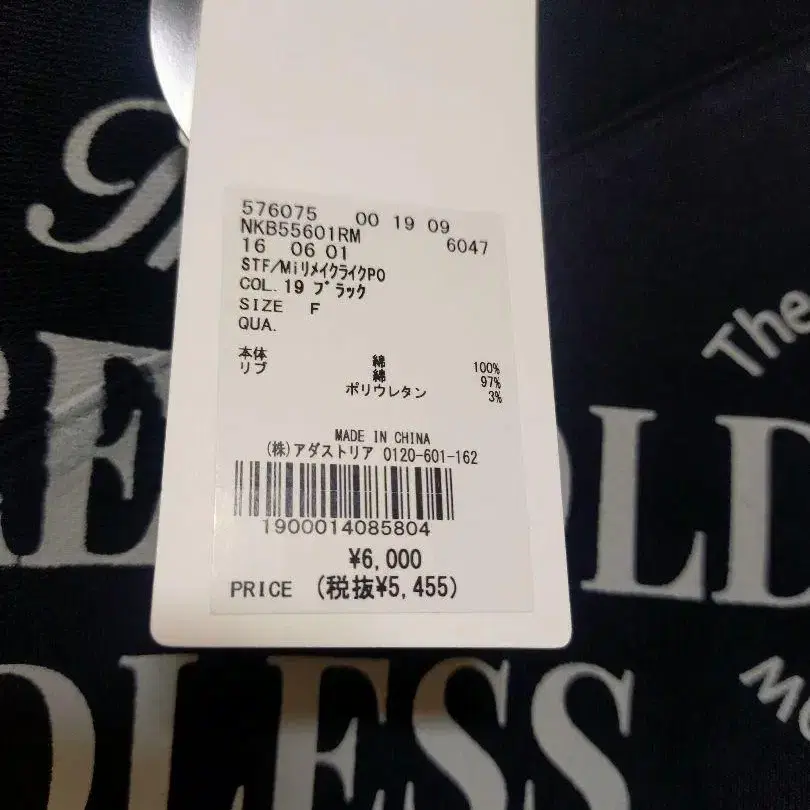 576075 00 19 09
NKB55601RM 6047
16 06 01
STF/MiリメイクライクPO
COL. 19 ブラック
SIZE F
QUA.
本体 綿 100%
リブ 綿 97%
ポリウレタン 3%
MADE IN CHINA
(株)アダストリア 0120-601-162
1900014085804
¥6,000
PRICE (税抜¥5,455)
The
OLD
LESS